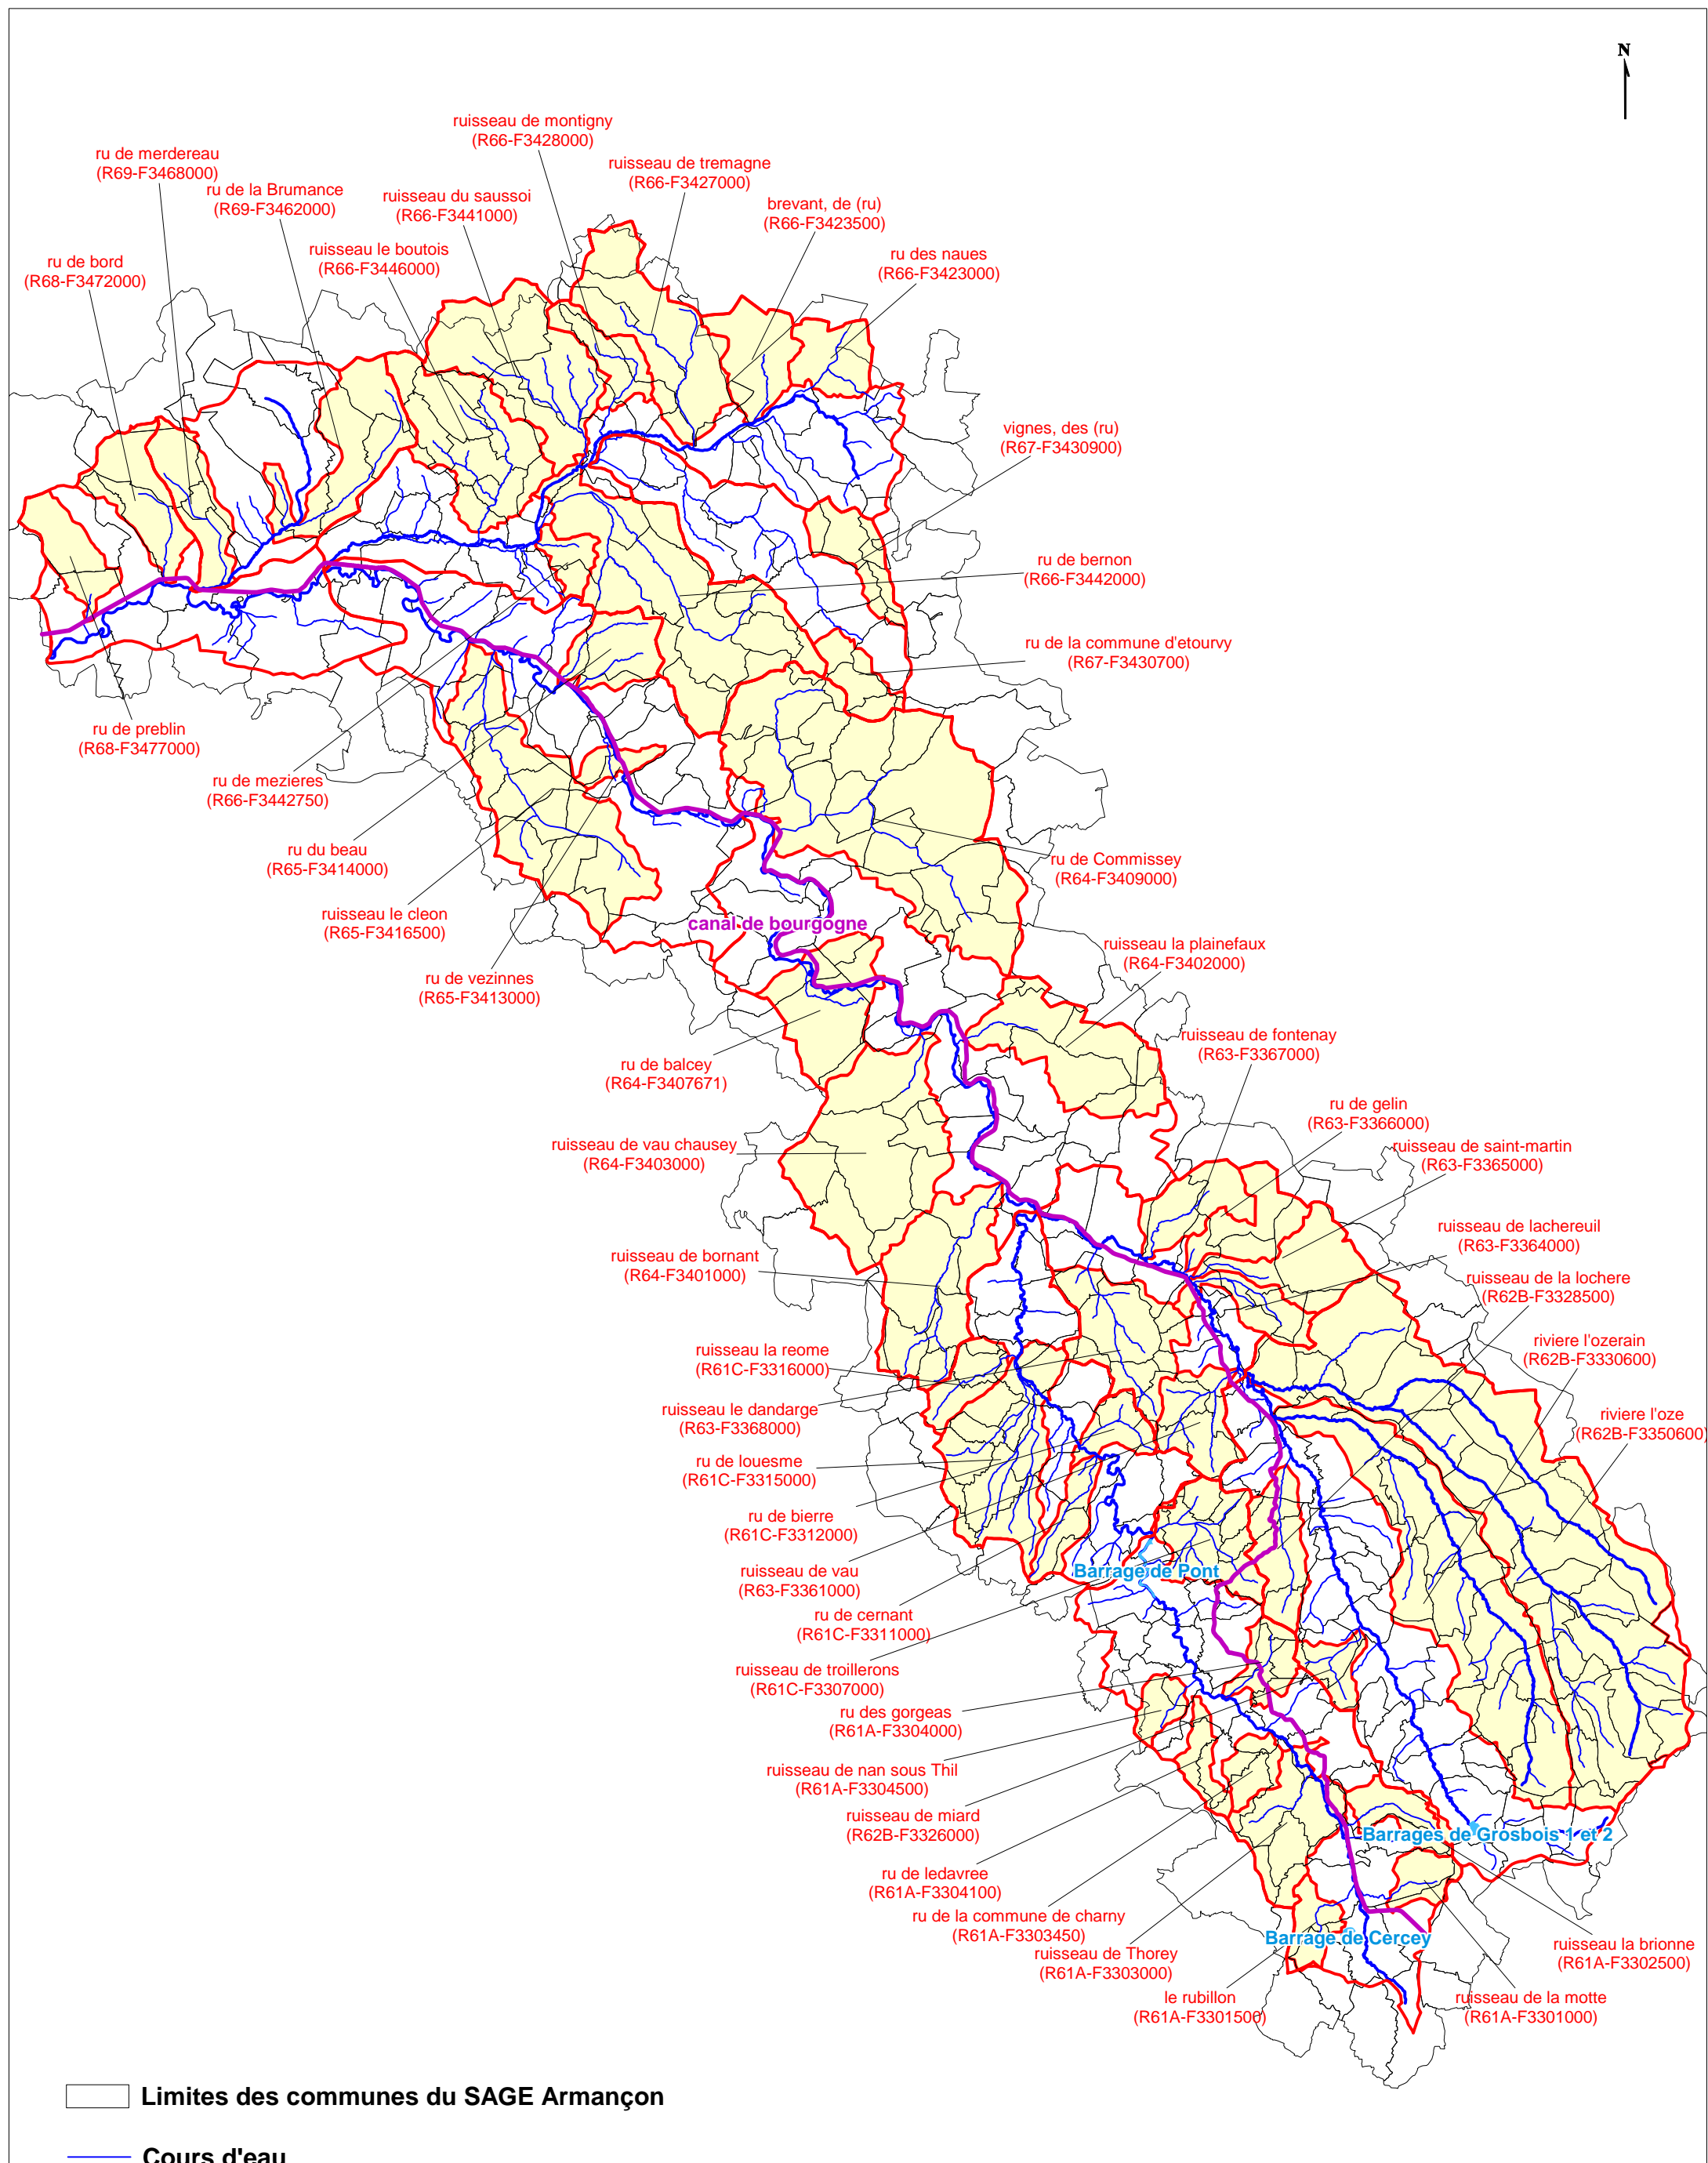 N
ruisseau de montigny
(R66-F3428000)
ru de merdereau
(R69-F3468000)
ruisseau de tremagne
(R66-F3427000)
ru de la Brumance
(R69-F3462000)
ruisseau du saussoi
(R66-F3441000)
brevant, de (ru)
(R66-F3423500)
ru de bord
(R68-F3472000)
ruisseau le boutois
(R66-F3446000)
ru des naues
(R66-F3423000)
vignes, des (ru)
(R67-F3430900)
ru de bernon
(R66-F3442000)
ru de la commune d'etourvy
(R67-F3430700)
ru de preblin
(R68-F3477000)
ru de mezieres
(R66-F3442750)
ru du beau
(R65-F3414000)
ru de Commissey
(R64-F3409000)
ruisseau le cleon
(R65-F3416500)
canal de bourgogne
ruisseau la plainefaux
(R64-F3402000)
ru de vezinnes
(R65-F3413000)
ruisseau de fontenay
(R63-F3367000)
ru de balcey
(R64-F3407671)
ru de gelin
(R63-F3366000)
ruisseau de vau chausey
(R64-F3403000)
ruisseau de saint-martin
(R63-F3365000)
ruisseau de lachereuil
(R63-F3364000)
ruisseau de bornant
(R64-F3401000)
ruisseau de la lochere
(R62B-F3328500)
riviere l'ozerain
(R62B-F3330600)
ruisseau la reome
(R61C-F3316000)
ruisseau le dandarge
(R63-F3368000)
riviere l'oze
(R62B-F3350600)
ru de louesme
(R61C-F3315000)
ru de bierre
(R61C-F3312000)
ruisseau de vau
(R63-F3361000)
Barrage de Pont
ru de cernant
(R61C-F3311000)
ruisseau de troillerons
(R61C-F3307000)
ru des gorgeas
(R61A-F3304000)
ruisseau de nan sous Thil
(R61A-F3304500)
ruisseau de miard
(R62B-F3326000)
Barrages de Grosbois 1 et 2
ru de ledavree
(R61A-F3304100)
ru de la commune de charny
(R61A-F3303450)
Barrage de Cercey
ruisseau de Thorey
(R61A-F3303000)
ruisseau la brionne
(R61A-F3302500)
le rubillon
(R61A-F3301500)
ruisseau de la motte
(R61A-F3301000)
Limites des communes du SAGE Armançon
Cours d'eau